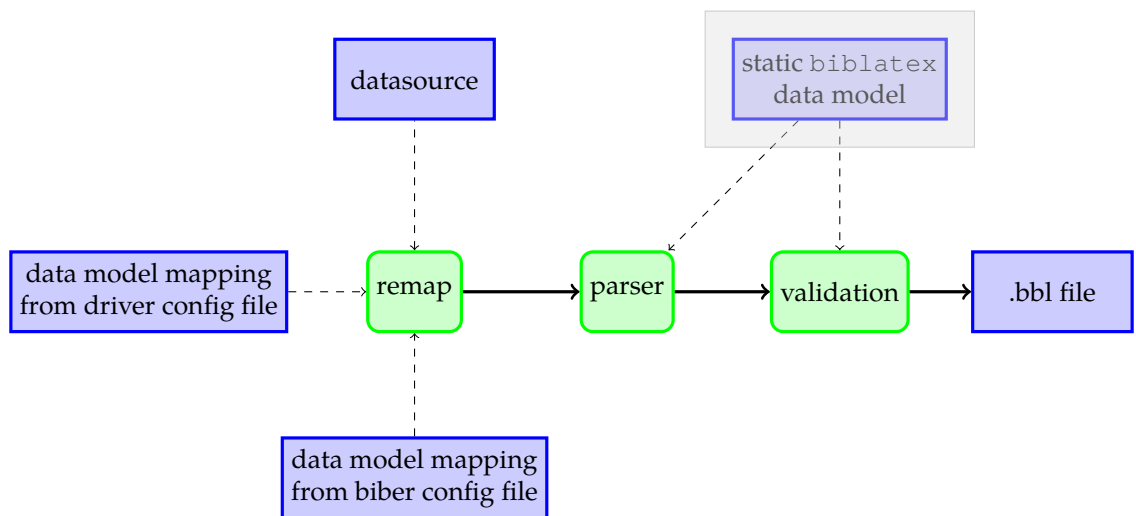 datasource
static biblatex
data model
data model mapping
from driver config file
remap
parser
validation
.bbl file
data model mapping
from biber config file